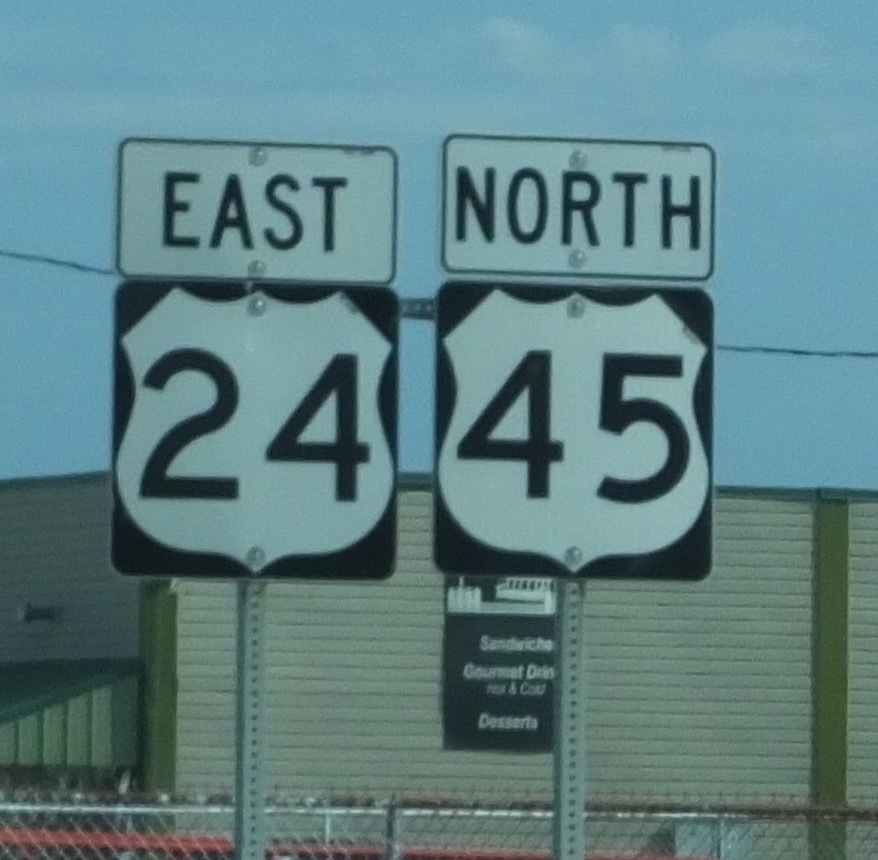 EAST
24
NORTH
45
Sandwiche
Gourmet Drin
Hot & Cold
Desserts